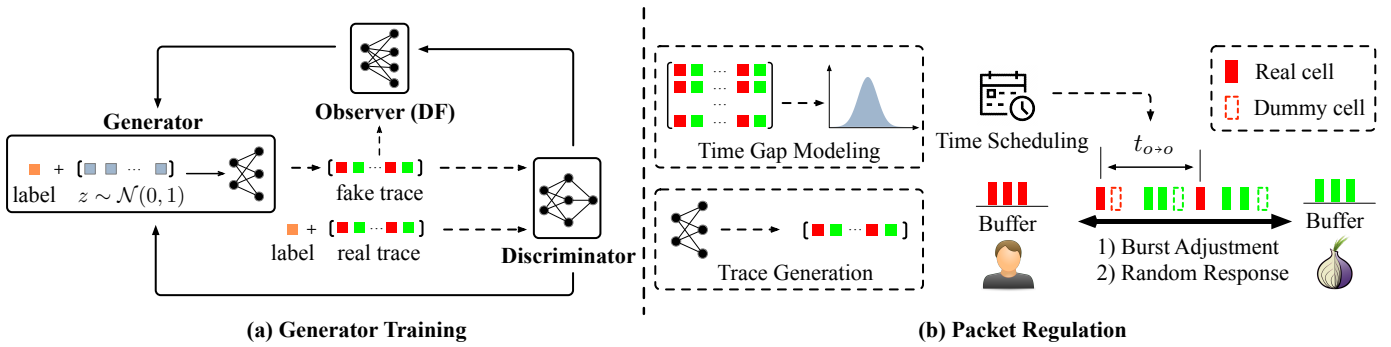 Generator
label + [ ··· ]
z ∼ 𝒩(0, 1)
Observer (DF)
[ ··· ]
fake trace
label + [ ··· ]
real trace
Discriminator
(a) Generator Training
[ ··· ··· ··· ··· ]
Time Gap Modeling
[ ··· ]
Trace Generation
Time Scheduling
t_{o→o}
Real cell
Dummy cell
Buffer
Buffer
1) Burst Adjustment
2) Random Response
(b) Packet Regulation